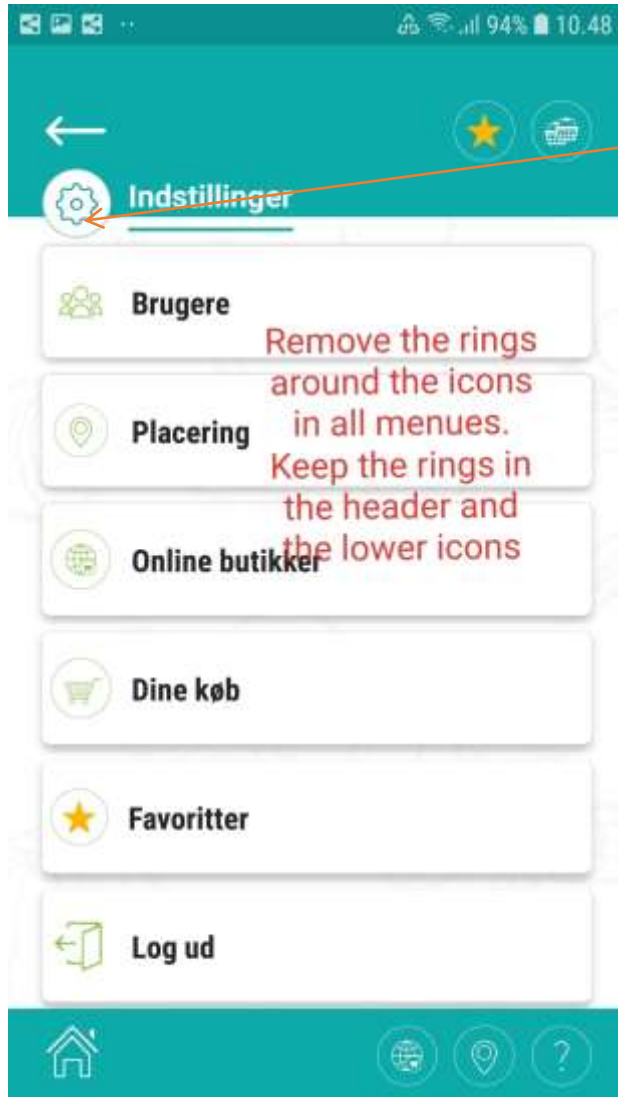 94% 10.48
Indstillinger
Brugere
Remove the rings
around the icons
Placering in all menues.
Keep the rings in
the header and
Online butikker the lower icons
Dine køb
Favoritter
Log ud
?